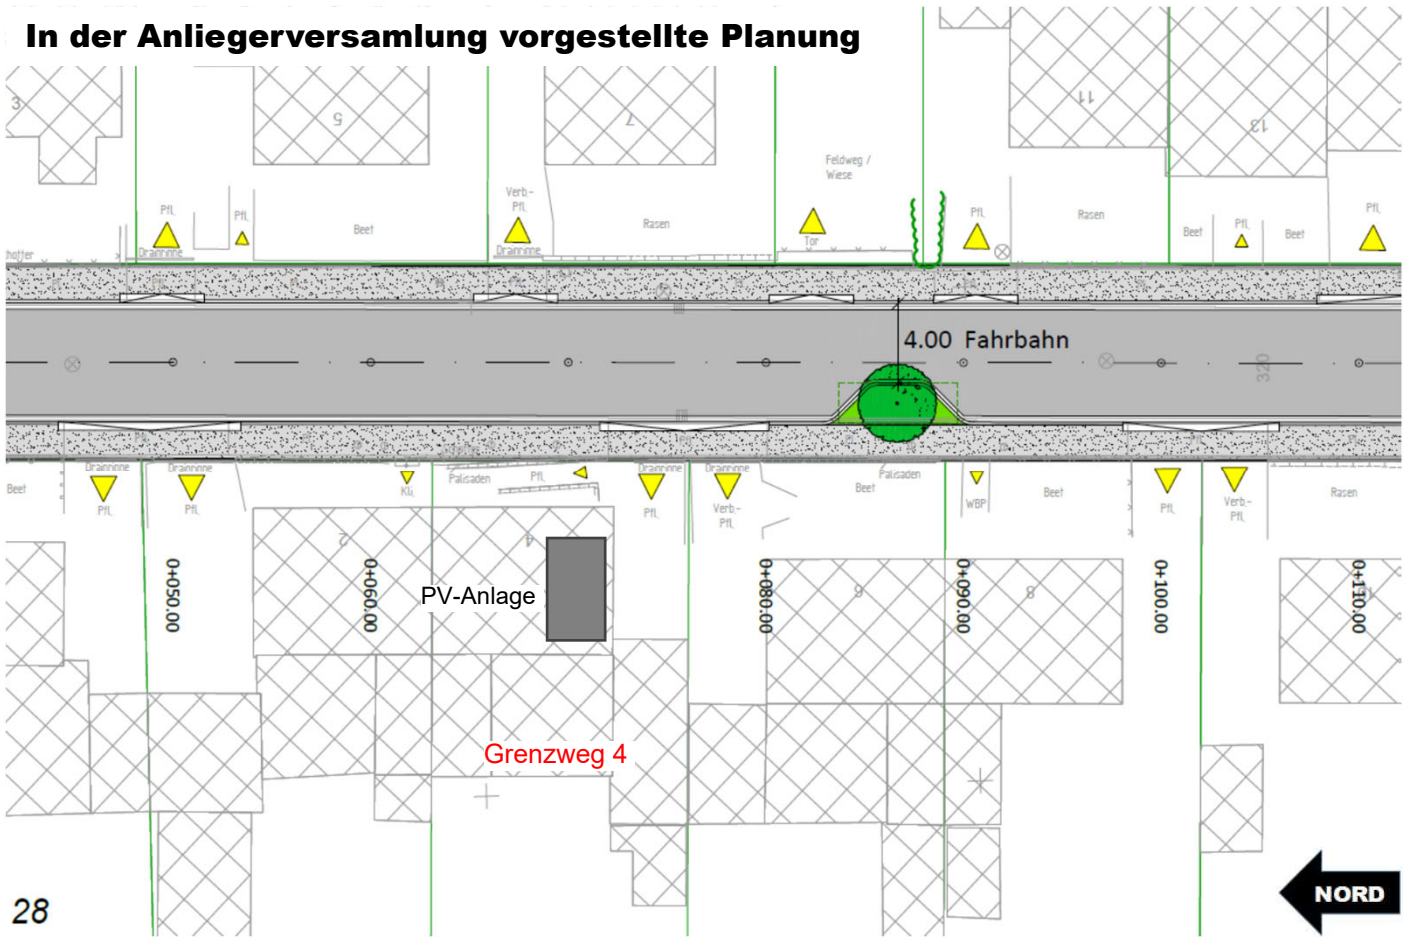 In der Anliegerversamlung vorgestellte Planung
3
5
7
11
13
Feldweg /
Wiese
Verb.-
Pfl.
Pfl.
Pfl.
Beet
Rasen
Tor
Pfl.
Rasen
Beet
Pfl.
Beet
Pfl.
Drainrinne
Drainrinne
4.00 Fahrbahn
320
Beet
Drainrinne
Pfl.
Drainrinne
Pfl.
Kli.
Palisaden
Pfl.
Drainrinne
Pfl.
Drainrinne
Verb.-
Pfl.
Beet
Palisaden
WBP
Beet
Pfl.
Verb.-
Pfl.
Rasen
2
4
6
8
0+050.00
0+060.00
0+080.00
0+090.00
0+100.00
0+110.00
PV-Anlage
Grenzweg 4
28
NORD